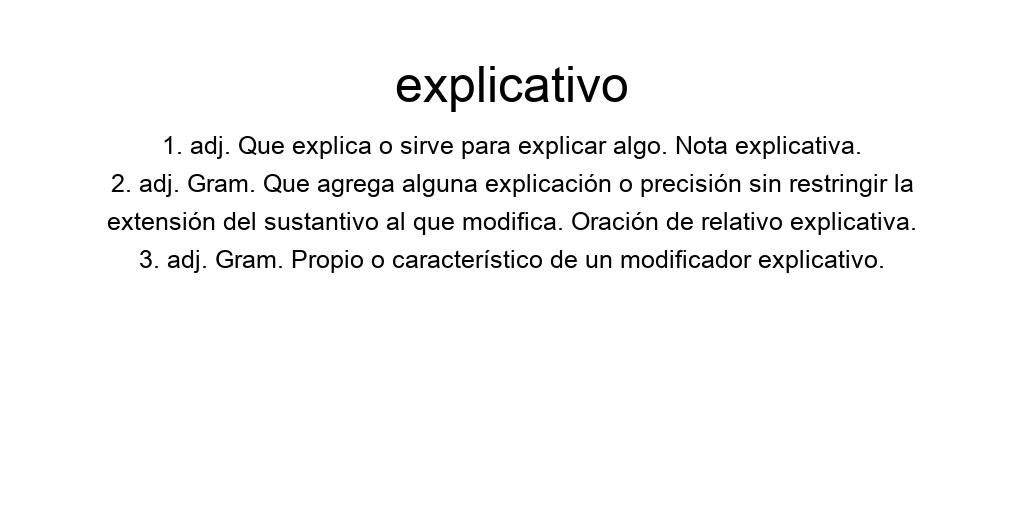 explicativo
1. adj. Que explica o sirve para explicar algo. Nota explicativa.
2. adj. Gram. Que agrega alguna explicación o precisión sin restringir la
extensión del sustantivo al que modifica. Oración de relativo explicativa.
3. adj. Gram. Propio o característico de un modificador explicativo.